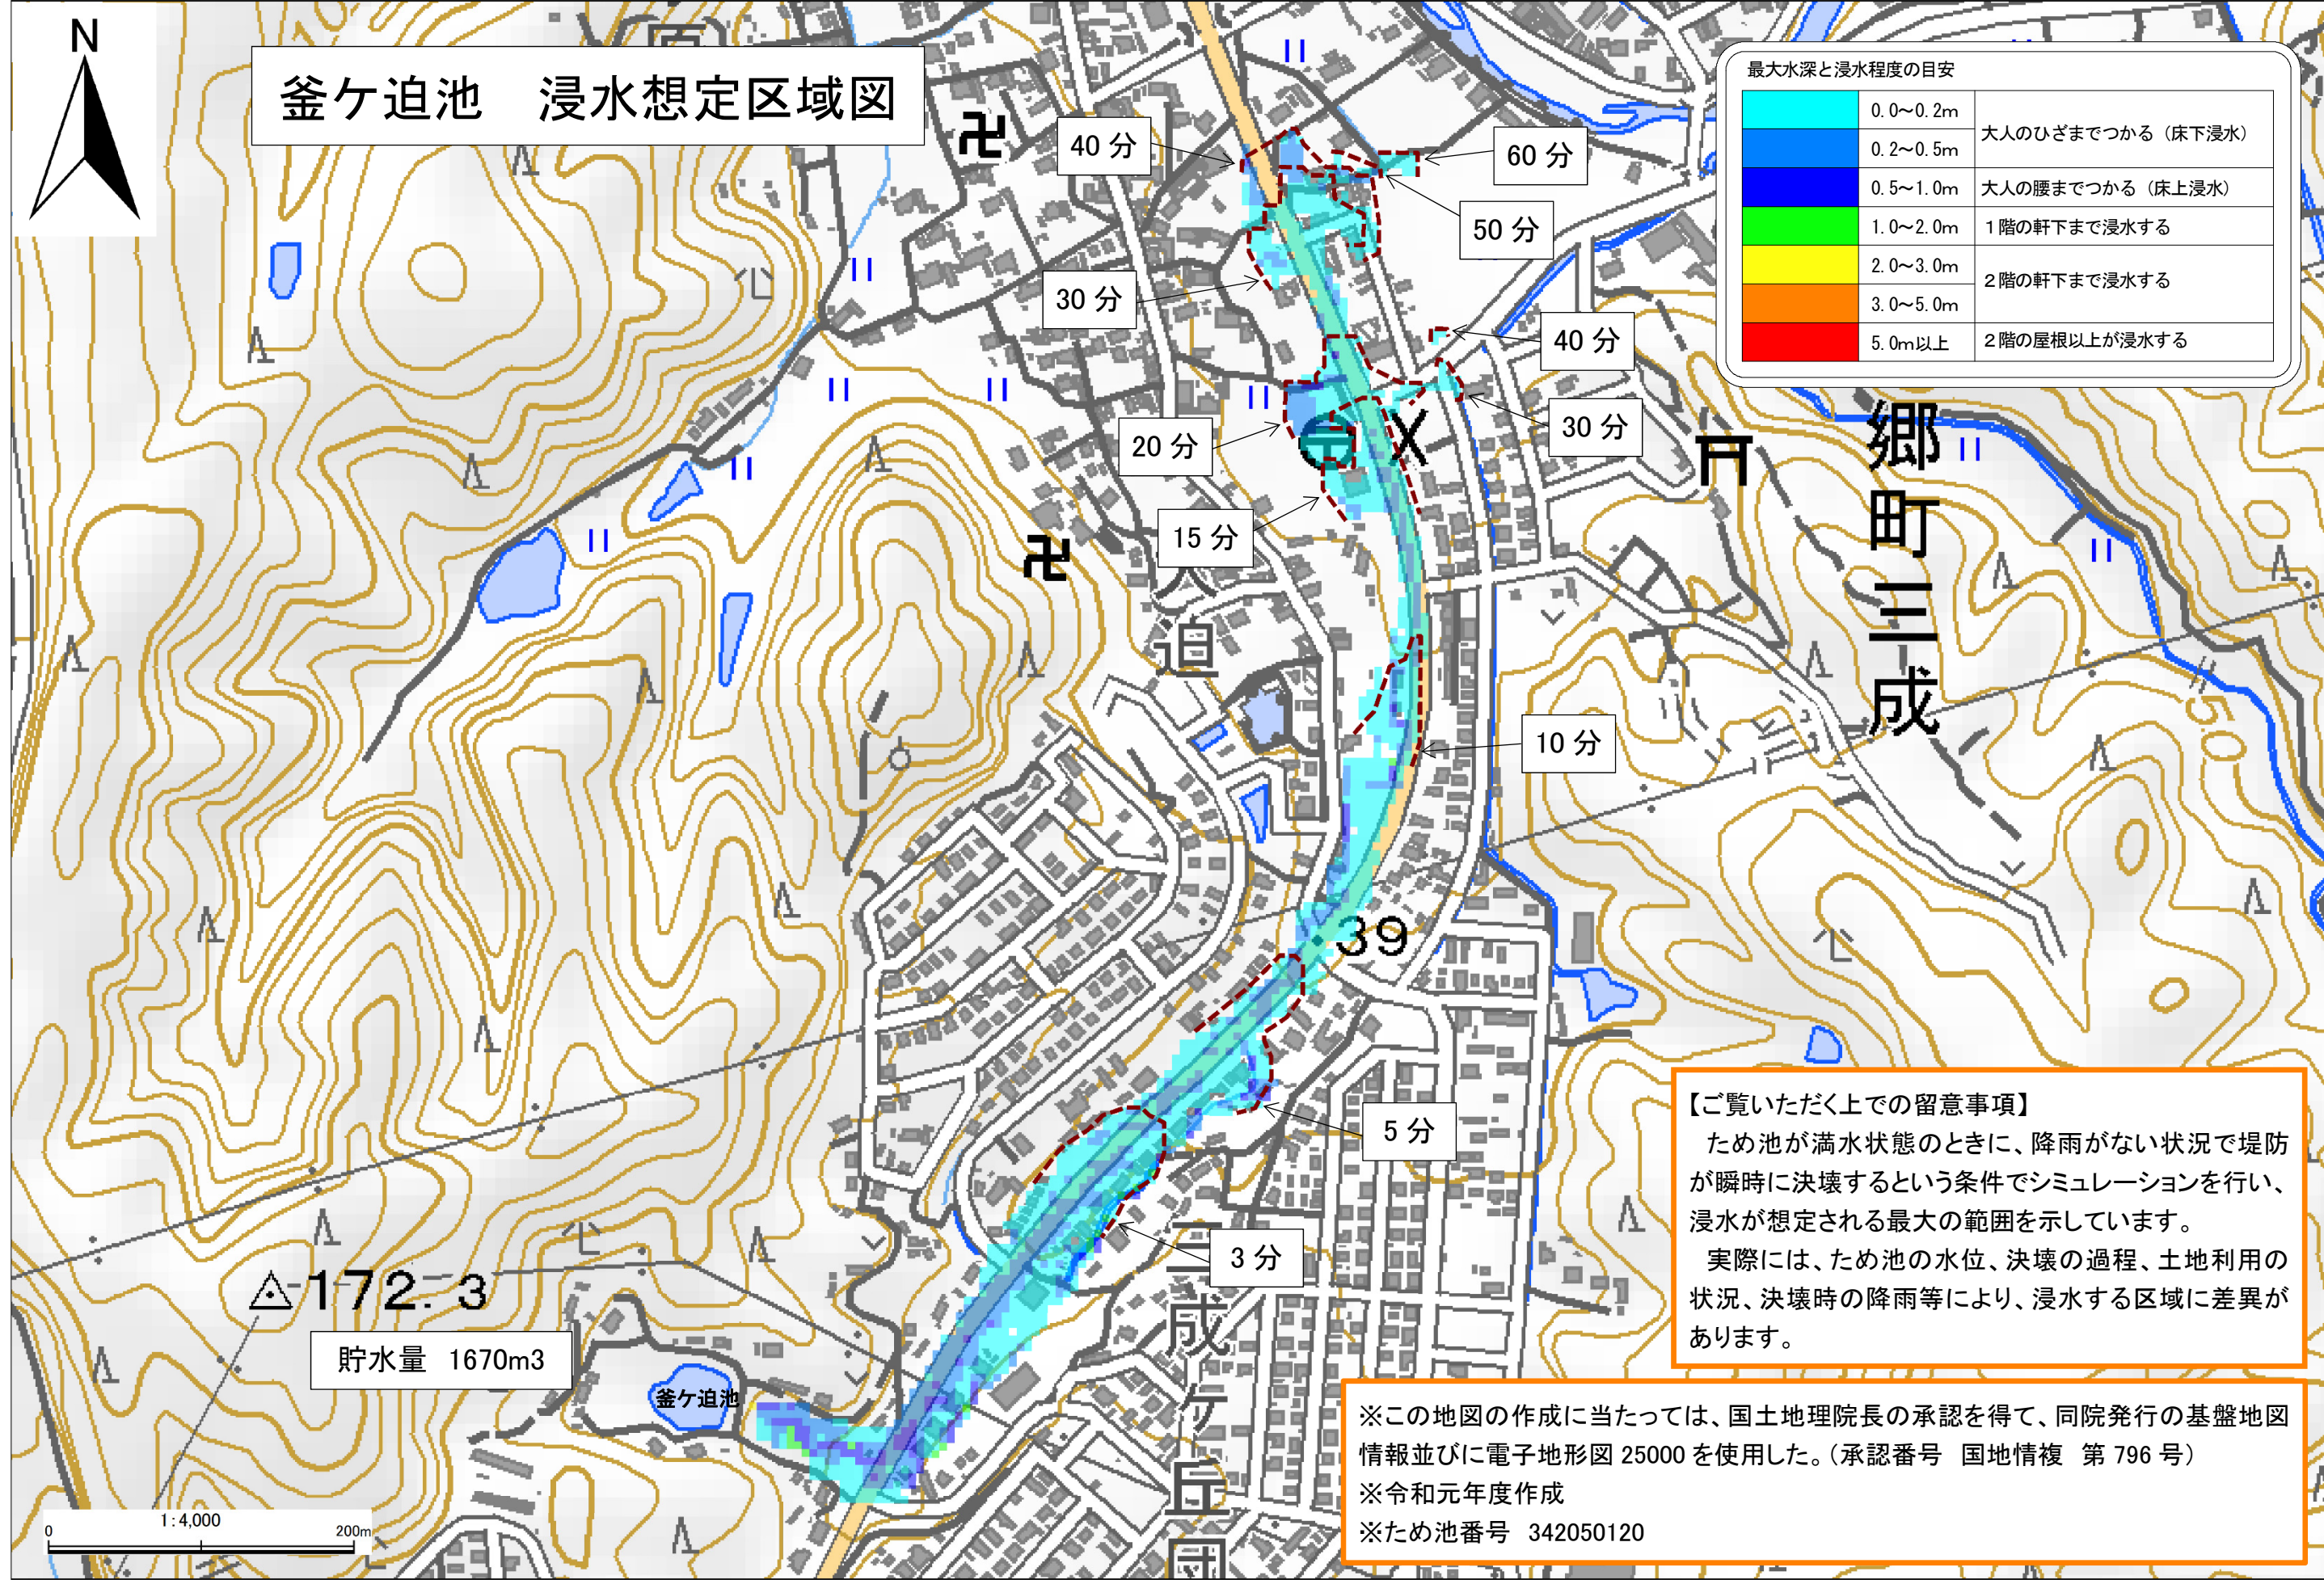 N
釜ケ迫池　浸水想定区域図
最大水深と浸水程度の目安
0.0～0.2m
大人のひざまでつかる（床下浸水）
0.2～0.5m
0.5～1.0m 大人の腰までつかる（床上浸水）
1.0～2.0m １階の軒下まで浸水する
2.0～3.0m
２階の軒下まで浸水する
3.0～5.0m
5.0m以上 ２階の屋根以上が浸水する
40 分
60 分
50 分
30 分
40 分
30 分
20 分
15 分
10 分
5 分
3 分
郷町三成
迫
50
39
三成ケ丘団
172.3
貯水量　1670m3
釜ケ迫池
1:4,000
0 200m
【ご覧いただく上での留意事項】
ため池が満水状態のときに、降雨がない状況で堤防
が瞬時に決壊するという条件でシミュレーションを行い、
浸水が想定される最大の範囲を示しています。
実際には、ため池の水位、決壊の過程、土地利用の
状況、決壊時の降雨等により、浸水する区域に差異が
あります。
※この地図の作成に当たっては、国土地理院長の承認を得て、同院発行の基盤地図
情報並びに電子地形図 25000 を使用した。（承認番号　国地情複　第 796 号）
※令和元年度作成
※ため池番号　342050120